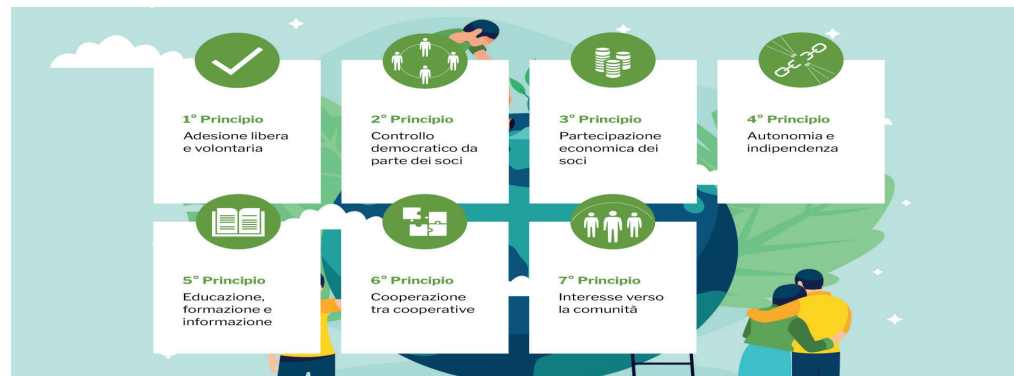 1° Principio
Adesione libera
e volontaria
2° Principio
Controllo
democratico da
parte dei soci
3° Principio
Partecipazione
economica dei
soci
4° Principio
Autonomia e
indipendenza
5° Principio
Educazione,
formazione e
informazione
6° Principio
Cooperazione
tra cooperative
7° Principio
Interesse verso
la comunità